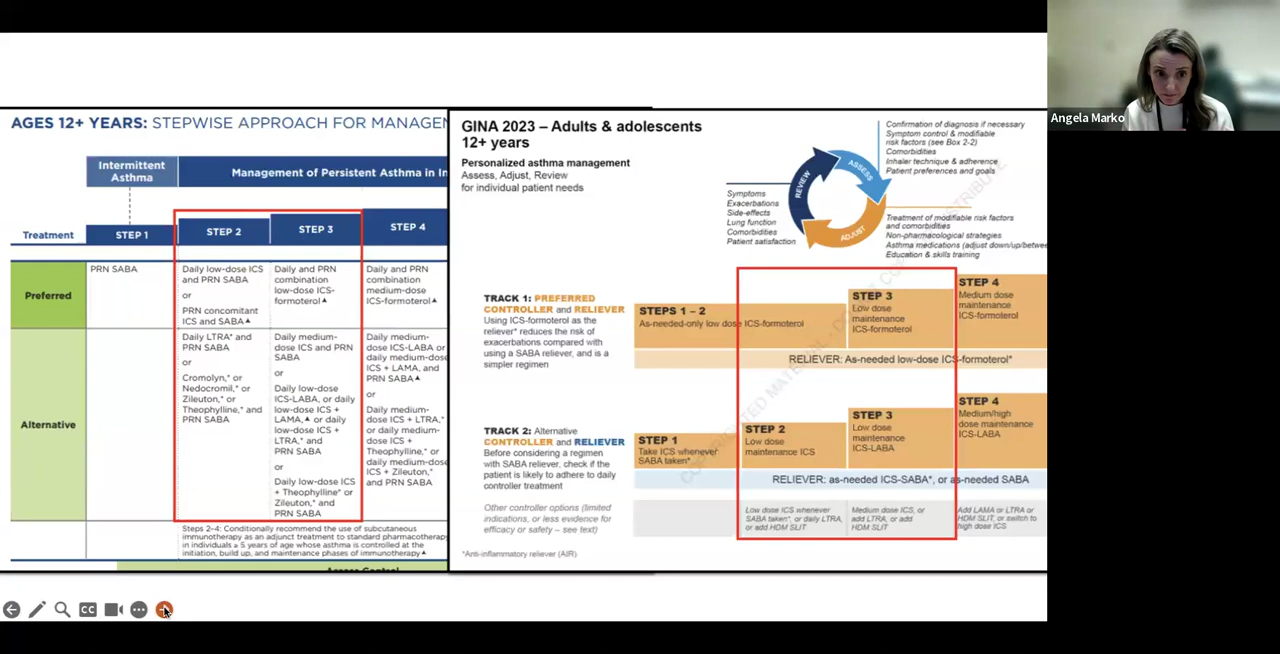 AGES 12+ YEARS: STEPWISE APPROACH FOR MANAGEM
Intermittent
Asthma
Management of Persistent Asthma in In
Treatment
STEP 1
STEP 2
STEP 3
STEP 4
Preferred
PRN SABA
Daily low-dose ICS
and PRN SABA
or
PRN concomitant
ICS and SABA▲
Daily and PRN
combination
low-dose ICS-
formoterol▲
Daily and PRN
combination
medium-dose
ICS-formoterol▲
Alternative
Daily LTRA* and
PRN SABA
or
Cromolyn,* or
Nedocromil,* or
Zileuton,* or
Theophylline,* and
PRN SABA
Daily medium-
dose ICS and PRN
SABA
or
Daily low-dose
ICS-LABA, or daily
low-dose ICS +
LAMA,▲ or daily
low-dose ICS +
LTRA,* and
PRN SABA
or
Daily low-dose ICS
+ Theophylline* or
Zileuton,* and
PRN SABA
Daily medium-
dose ICS-LABA or
daily medium-dose
ICS + LAMA, and
PRN SABA▲
or
Daily medium-
dose ICS + LTRA,*
or daily medium-
dose ICS +
Theophylline,* or
daily medium-dose
ICS + Zileuton,*
and PRN SABA
Steps 2–4: Conditionally recommend the use of subcutaneous
immunotherapy as an adjunct treatment to standard pharmacotherapy
in individuals ≥ 5 years of age whose asthma is controlled at the
initiation, build up, and maintenance phases of immunotherapy▲
Assess Control
GINA 2023 – Adults & adolescents
12+ years
Personalized asthma management
Assess, Adjust, Review
for individual patient needs
Symptoms
Exacerbations
Side-effects
Lung function
Comorbidities
Patient satisfaction
REVIEW
ASSESS
ADJUST
Confirmation of diagnosis if necessary
Symptom control & modifiable
risk factors (see Box 2-2)
Comorbidities
Inhaler technique & adherence
Patient preferences and goals
Treatment of modifiable risk factors
and comorbidities
Non-pharmacological strategies
Asthma medications (adjust down/up/betwee
Education & skills training
TRACK 1: PREFERRED
CONTROLLER and RELIEVER
Using ICS-formoterol as the
reliever* reduces the risk of
exacerbations compared with
using a SABA reliever, and is a
simpler regimen
STEPS 1 – 2
As-needed-only low dose ICS-formoterol
STEP 3
Low dose
maintenance
ICS-formoterol
STEP 4
Medium dose
maintenance
ICS-formoterol
RELIEVER: As-needed low-dose ICS-formoterol*
TRACK 2: Alternative
CONTROLLER and RELIEVER
Before considering a regimen
with SABA reliever, check if the
patient is likely to adhere to daily
controller treatment
STEP 1
Take ICS whenever
SABA taken*
STEP 2
Low dose
maintenance ICS
STEP 3
Low dose
maintenance
ICS-LABA
STEP 4
Medium/high
dose maintenance
ICS-LABA
RELIEVER: as-needed ICS-SABA*, or as-needed SABA
Other controller options (limited
indications, or less evidence for
efficacy or safety – see text)
Low dose ICS whenever
SABA taken*, or daily LTRA,
or add HDM SLIT
Medium dose ICS, or
add LTRA, or add
HDM SLIT
Add LAMA or LTRA or
HDM SLIT, or switch to
high dose ICS
*Anti-inflammatory reliever (AIR)
COPYRIGHTED MATERIAL - DO NOT COPY OR DISTRIBUTE
CC
Angela Marko